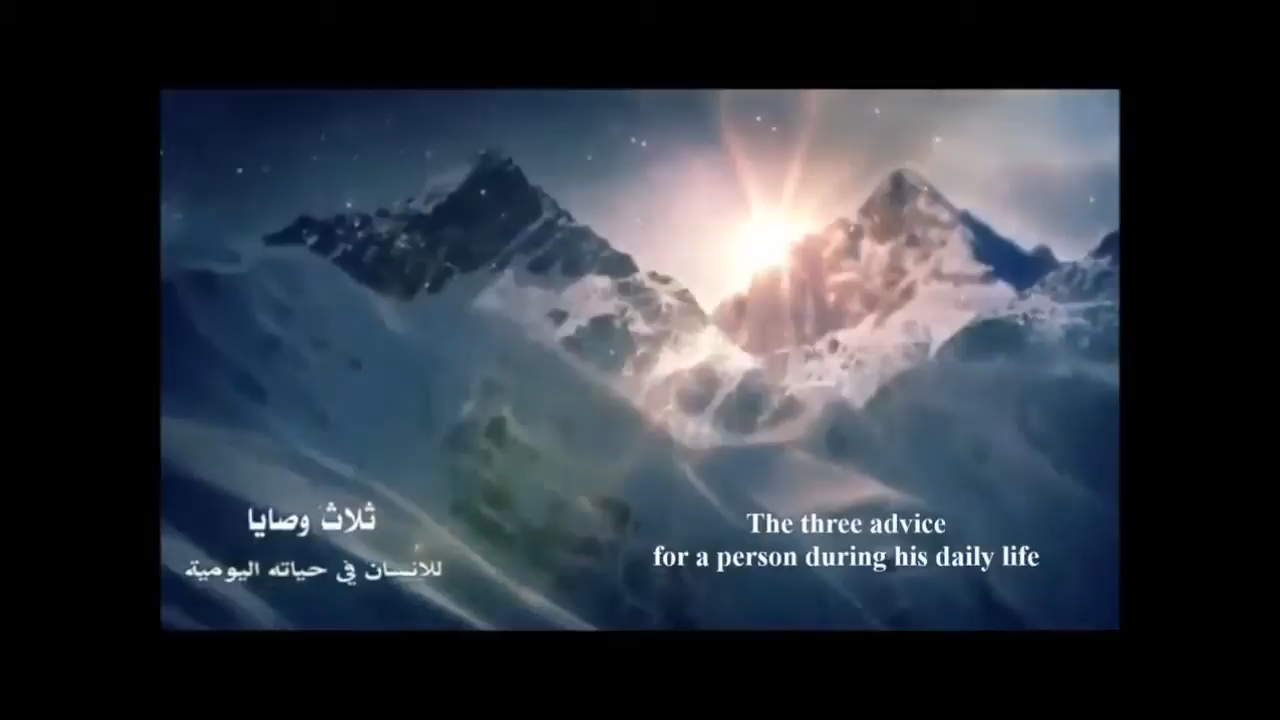 ثلاث وصايا
للانسان في حياته اليومية
The three advice
for a person during his daily life